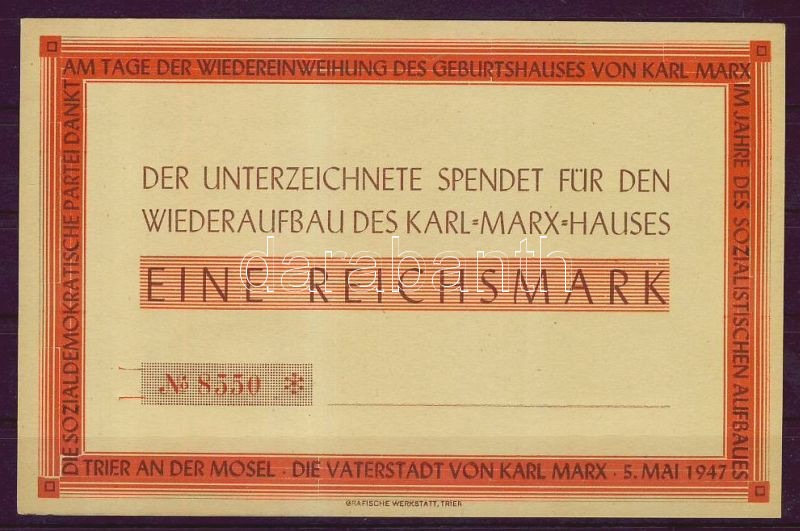 AM TAGE DER WIEDEREINWEIHUNG DES GEBURTSHAUSES VON KARL MARX
IM JAHRE DES SOZIALISTISCHEN AUFBAUES
DIE SOZIALDEMOKRATISCHE PARTEI DANKT
DER UNTERZEICHNETE SPENDET FÜR DEN
WIEDERAUFBAU DES KARL=MARX=HAUSES
EINE REICHSMARK
darabanth
№ 8550 *
TRIER AN DER MOSEL · DIE VATERSTADT VON KARL MARX · 5. MAI 1947
GRAFISCHE WERKSTATT, TRIER